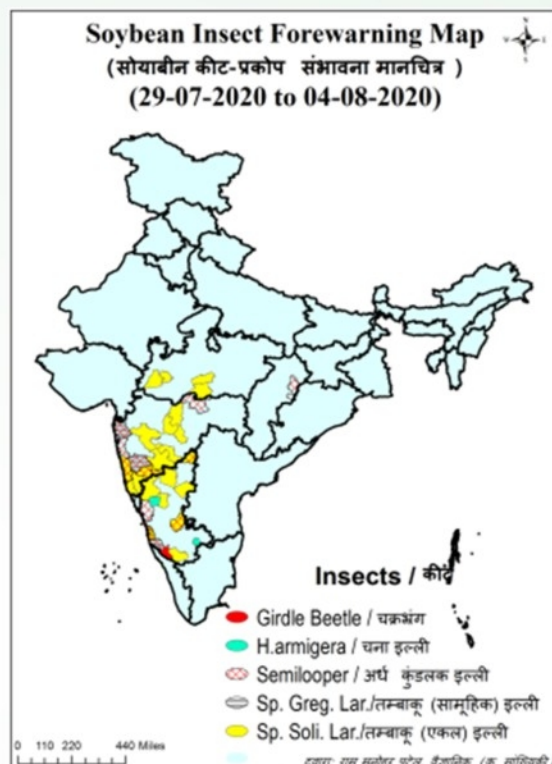 Soybean Insect Forewarning Map
(सोयाबीन कीट-प्रकोप संभावना मानचित्र )
(29-07-2020 to 04-08-2020)
Insects / कीट
Girdle Beetle / चक्रभंग
H.armigera / चना इल्ली
Semilooper / अर्ध कुंडलक इल्ली
Sp. Greg. Lar./तम्बाकू (सामूहिक) इल्ली
Sp. Soli. Lar./तम्बाकू (एकल) इल्ली
0 110 220 440 Miles